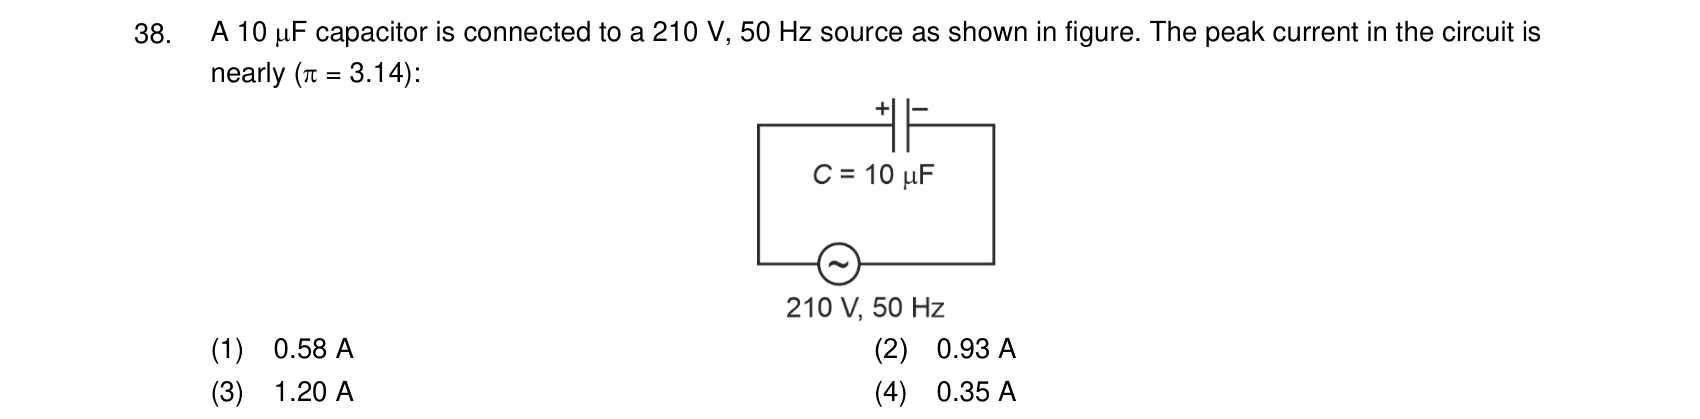 38. A 10 μF capacitor is connected to a 210 V, 50 Hz source as shown in figure. The peak current in the circuit is
nearly (π = 3.14):
+ –
C = 10 μF
~
210 V, 50 Hz
(1) 0.58 A (2) 0.93 A
(3) 1.20 A (4) 0.35 A